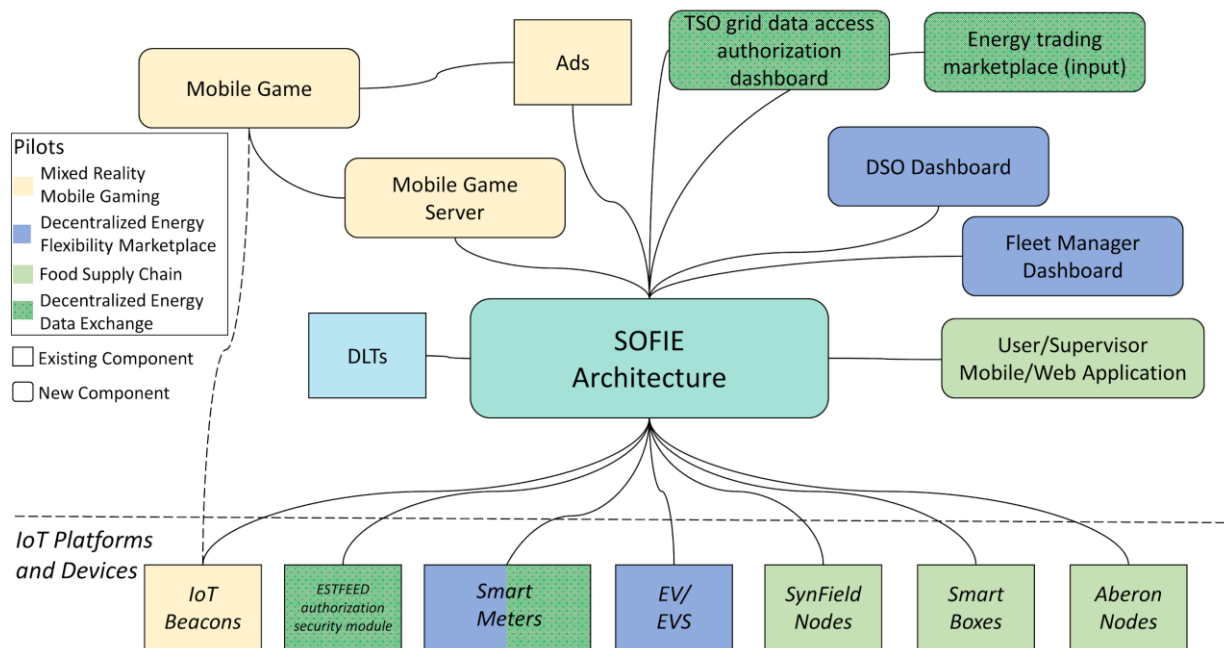 TSO grid data access
authorization
dashboard
Energy trading
marketplace (input)
Ads
Mobile Game
Pilots
Mixed Reality
Mobile Gaming
Decentralized Energy
Flexibility Marketplace
Food Supply Chain
Decentralized Energy
Data Exchange
Existing Component
New Component
Mobile Game
Server
DSO Dashboard
Fleet Manager
Dashboard
DLTs
SOFIE
Architecture
User/Supervisor
Mobile/Web Application
IoT Platforms
and Devices
IoT
Beacons
ESTFEED
authorization
security module
Smart
Meters
EV/
EVS
SynField
Nodes
Smart
Boxes
Aberon
Nodes